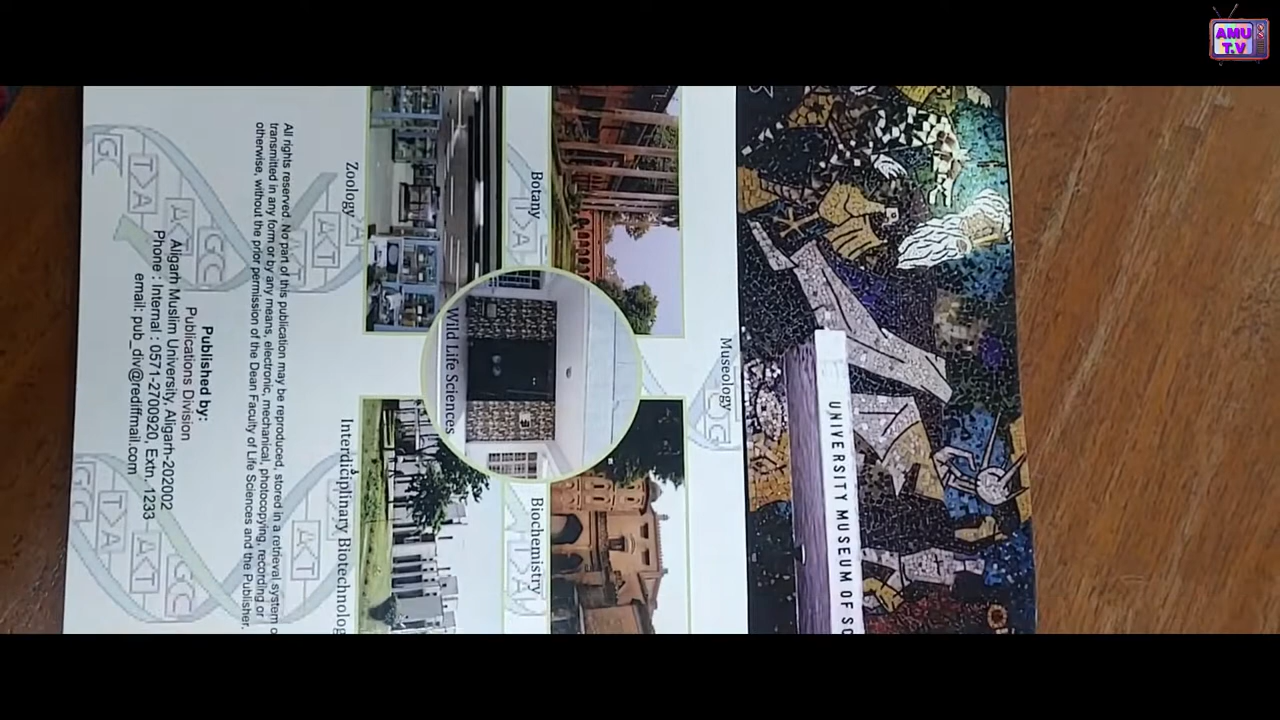 AMU
T.V
UNIVERSITY MUSEUM OF SC
Museology
Botany
Biochemistry
Wild Life Sciences
Zoology
Interdiciplinary Biotechnolog
All rights reserved. No part of this publication may be reproduced, stored in a retrieval system o
transmitted in any form or by any means, electronic, mechanical, photocopying, recording or
otherwise, without the prior permission of the Dean Faculty of Life Sciences and the Publisher.
Published by:
Publications Division
Aligarh Muslim University, Aligarh-202002
Phone : Internal : 0571-2700920, Extn. 1233
email: pub_div@rediffmail.com
G
T>A
A<T
GC
A<T
T>A
GC
GC
T>A
A<T
GC
A<T